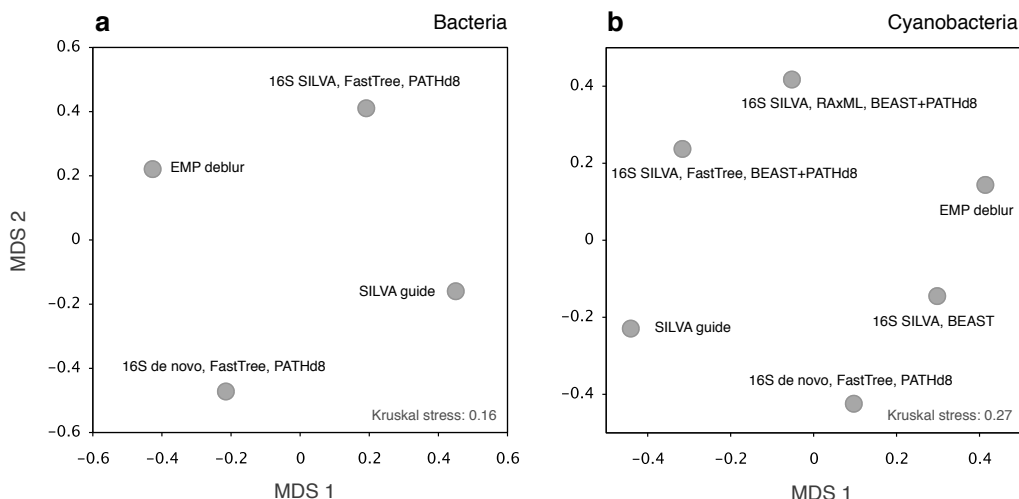 a
Bacteria
0.6
0.4
0.2
0
−0.2
−0.4
−0.6
MDS 2
16S SILVA, FastTree, PATHd8
EMP deblur
SILVA guide
16S de novo, FastTree, PATHd8
Kruskal stress: 0.16
−0.6
−0.4
−0.2
0
0.2
0.4
0.6
MDS 1
b
Cyanobacteria
0.4
0.2
0
−0.2
−0.4
16S SILVA, RAxML, BEAST+PATHd8
16S SILVA, FastTree, BEAST+PATHd8
EMP deblur
16S SILVA, BEAST
SILVA guide
16S de novo, FastTree, PATHd8
Kruskal stress: 0.27
−0.4
−0.2
0
0.2
0.4
MDS 1